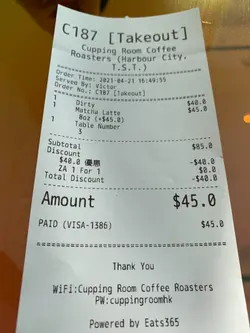 C187 [Takeout]
Cupping Room Coffee
Roasters (Harbour City,
T.S.T.)
Order Time: 2021-04-21 16:49:55
Served By: Victor
Order No.: C187 [Takeout]
1 Dirty $40.0
1 Matcha Latte $45.0
8oz (+$45.0)
1 Table Number
3
Subtotal $85.0
Discount
$40.0 優惠 -$40.0
ZA 1 For 1 $0.0
Total Discount -$40.0
Amount $45.0
PAID (VISA-1386) $45.0
Thank You
WiFi:Cupping Room Coffee Roasters
PW:cuppingroomhk
Powered by Eats365